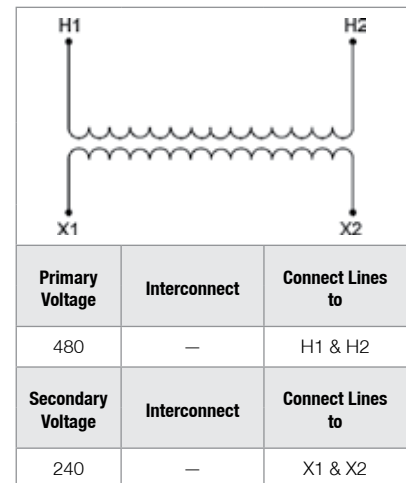 H1 H2
X1 X2
Primary Voltage Interconnect Connect Lines to
480 — H1 & H2
Secondary Voltage Interconnect Connect Lines to
240 — X1 & X2